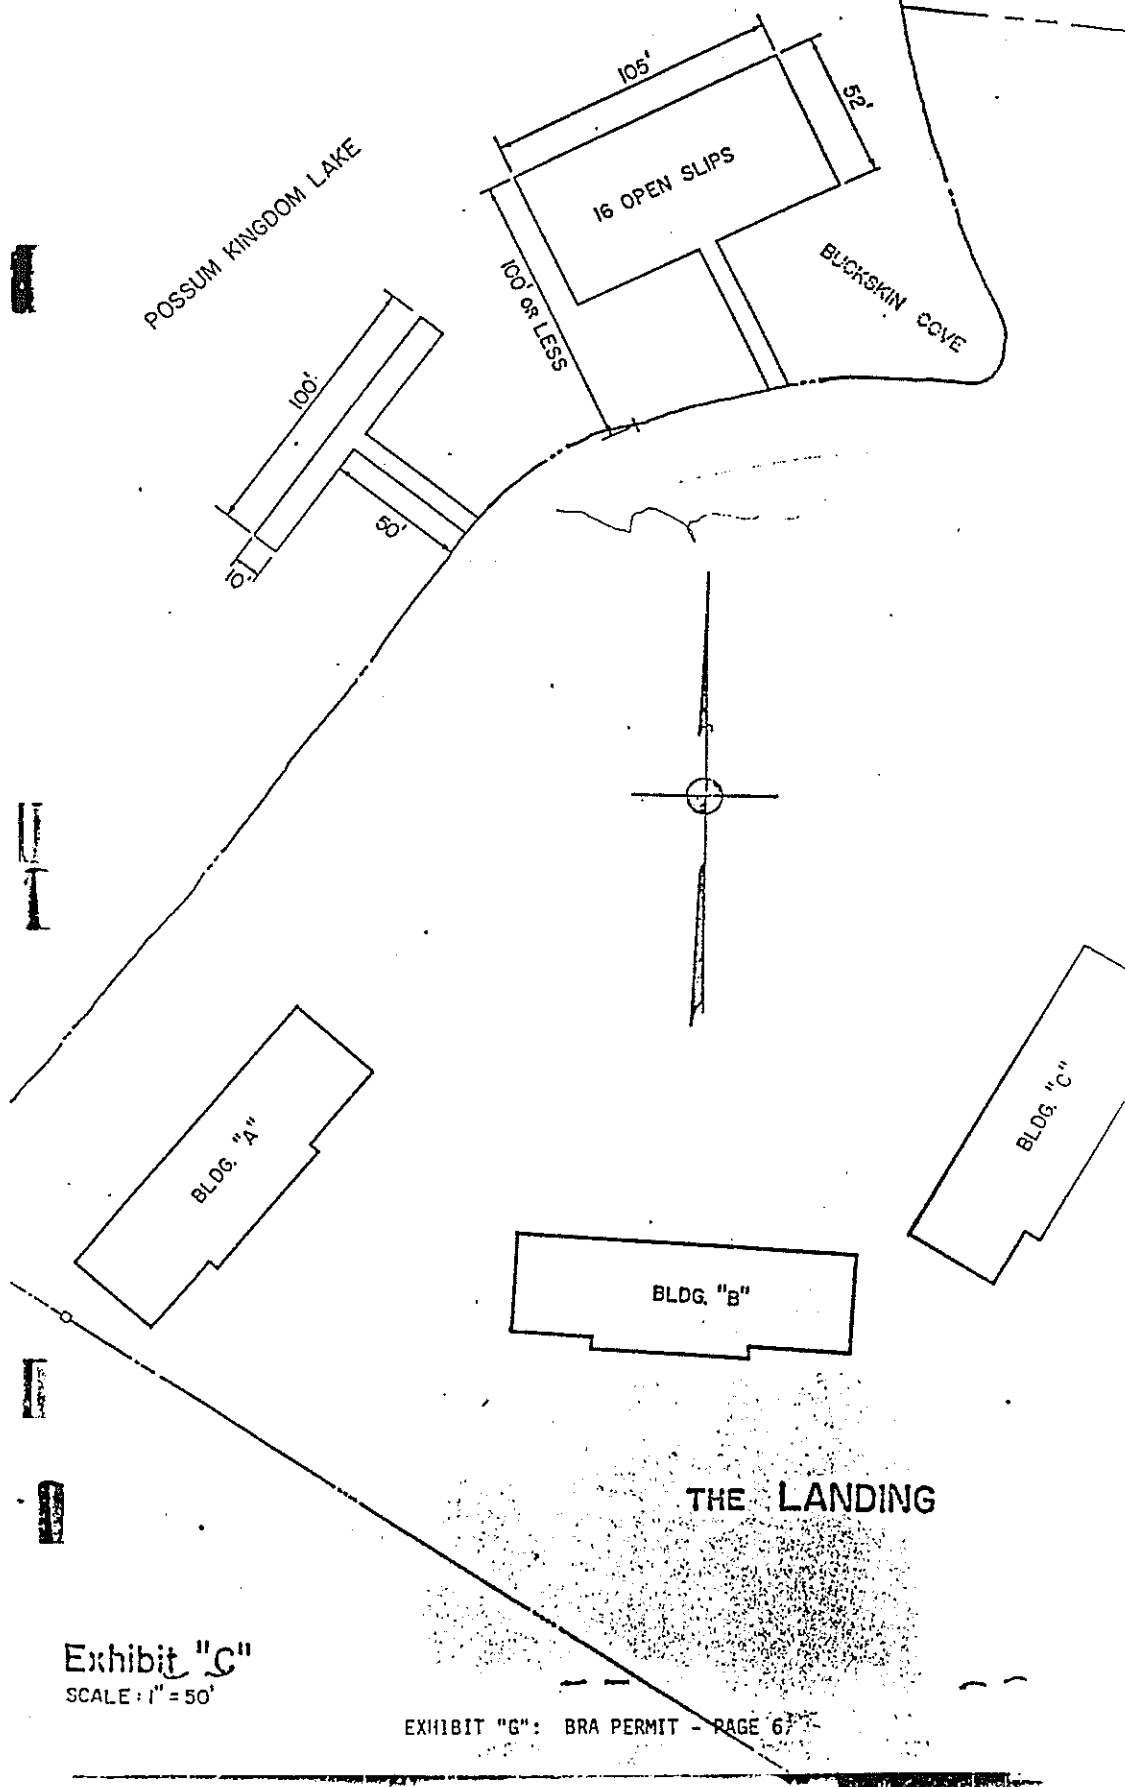 105'
52'
16 OPEN SLIPS
POSSUM KINGDOM LAKE
100' OR LESS
BUCKSKIN COVE
100'
50'
10'
BLDG. "A"
BLDG. "B"
BLDG. "C"
THE LANDING
Exhibit "C"
SCALE: 1" = 50'
EXHIBIT "G": BRA PERMIT - PAGE 6